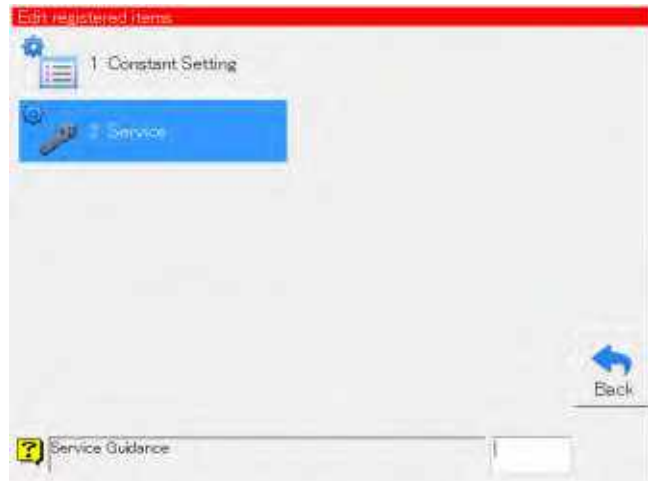 Edit registered items
1 Constant Setting
2 Service
Back
Service Guidance